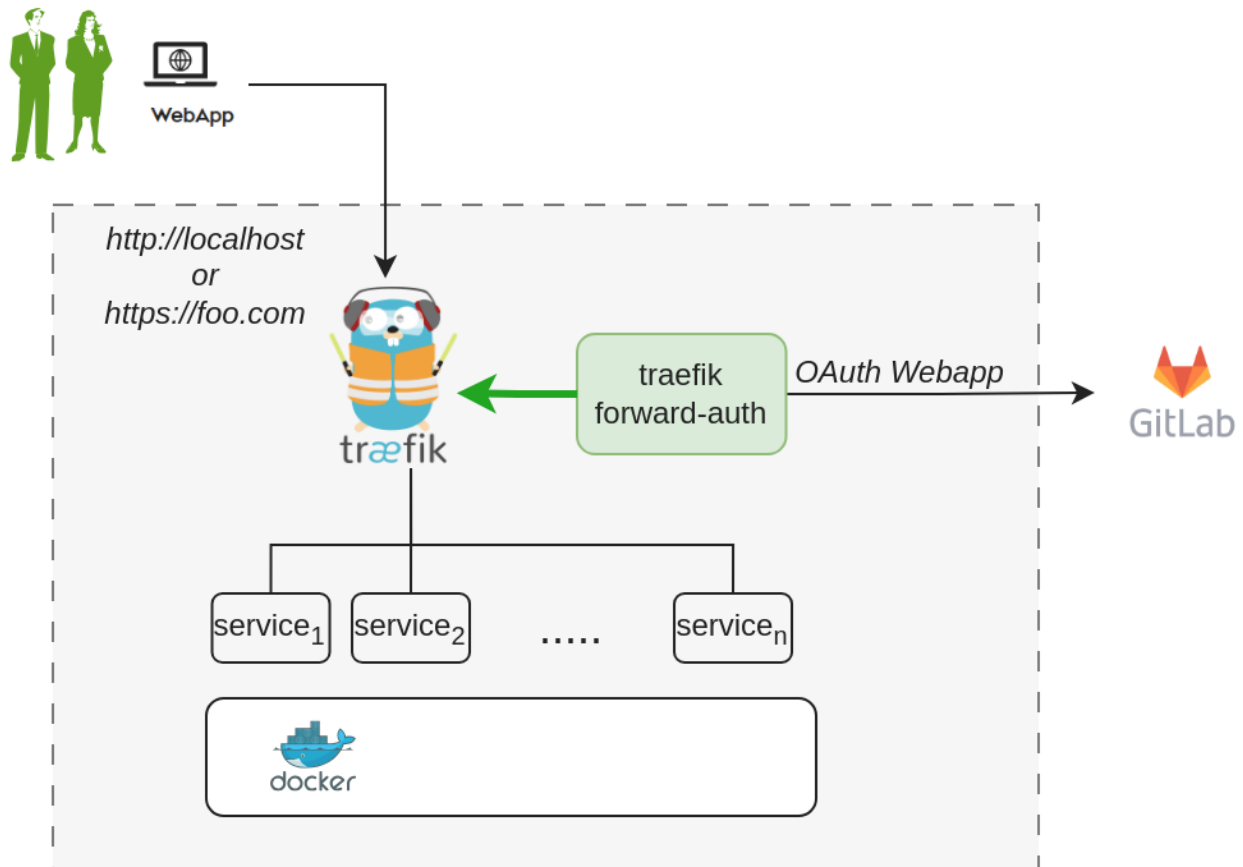 WebApp
http://localhost
or
https://foo.com
træfik
traefik
forward-auth
OAuth Webapp
GitLab
service1
service2
.....
servicen
docker